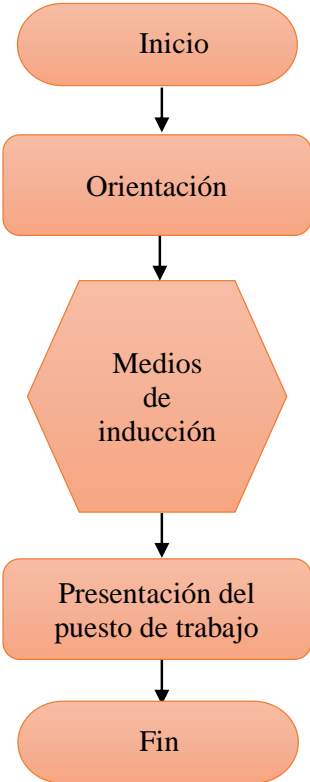 Inicio
Orientación
Medios
de
inducción
Presentación del
puesto de trabajo
Fin